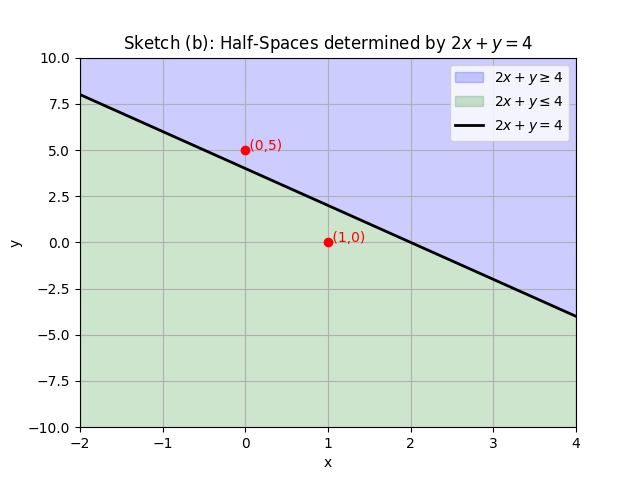 Sketch (b): Half-Spaces determined by 2x + y = 4
10.0
7.5
5.0
2.5
0.0
−2.5
−5.0
−7.5
−10.0
y
2x + y ≥ 4
2x + y ≤ 4
2x + y = 4
(0,5)
(1,0)
−2 −1 0 1 2 3 4
x